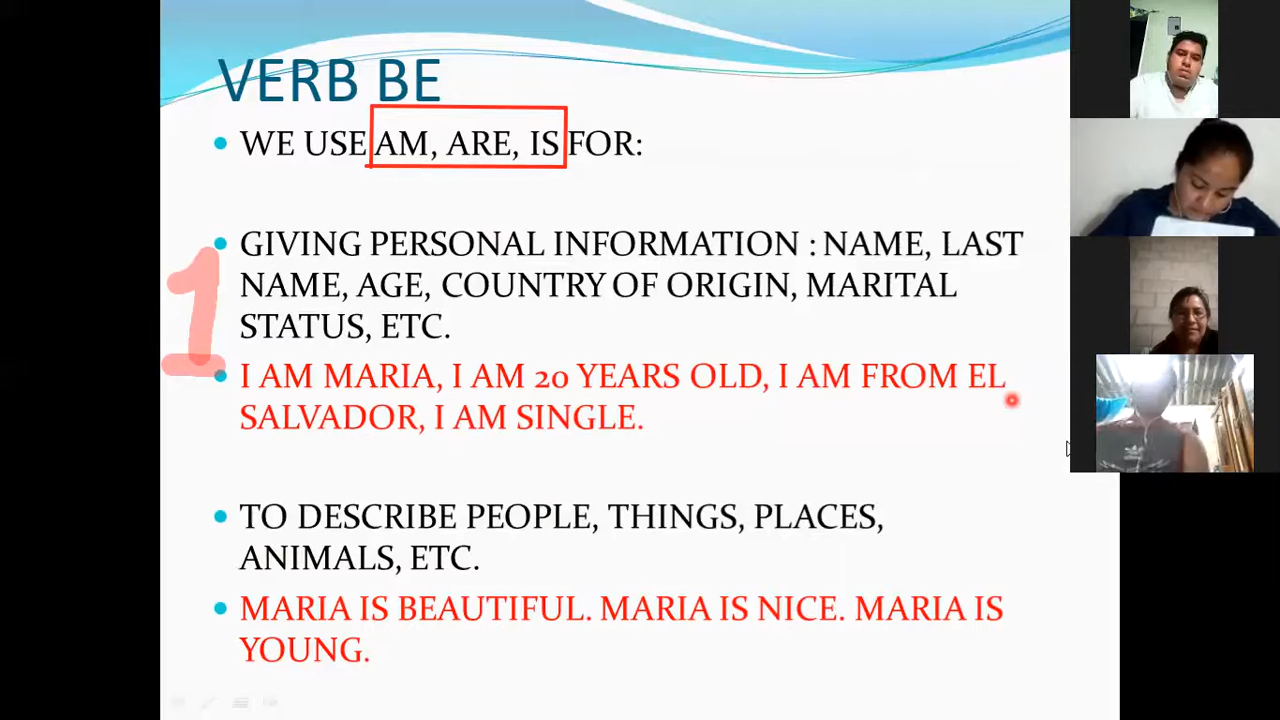 VERB BE
• WE USE AM, ARE, IS FOR:
• GIVING PERSONAL INFORMATION : NAME, LAST
NAME, AGE, COUNTRY OF ORIGIN, MARITAL
STATUS, ETC.
1
• I AM MARIA, I AM 20 YEARS OLD, I AM FROM EL
SALVADOR, I AM SINGLE.
• TO DESCRIBE PEOPLE, THINGS, PLACES,
ANIMALS, ETC.
• MARIA IS BEAUTIFUL. MARIA IS NICE. MARIA IS
YOUNG.